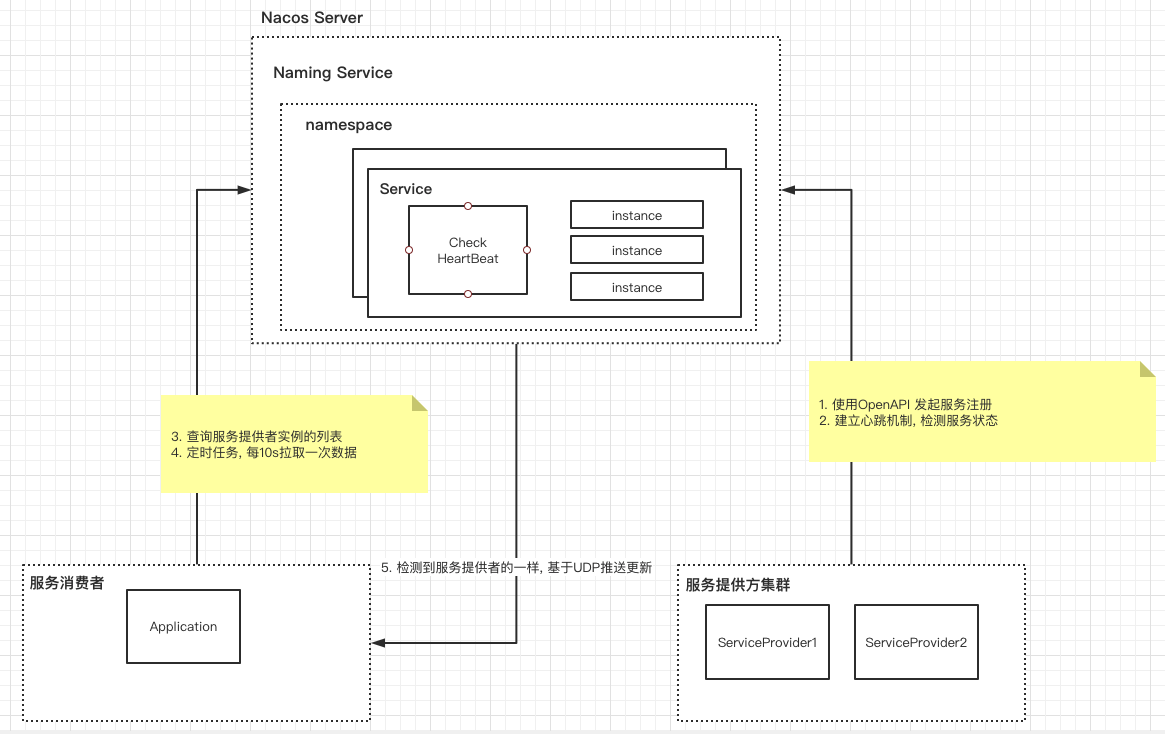 Nacos Server
Naming Service
namespace
Service
Check
HeartBeat
instance
instance
instance
1. 使用OpenAPI 发起服务注册
2. 建立心跳机制, 检测服务状态
3. 查询服务提供者实例的列表
4. 定时任务, 每10s拉取一次数据
5. 检测到服务提供者的一样, 基于UDP推送更新
服务消费者
Application
服务提供方集群
ServiceProvider1
ServiceProvider2